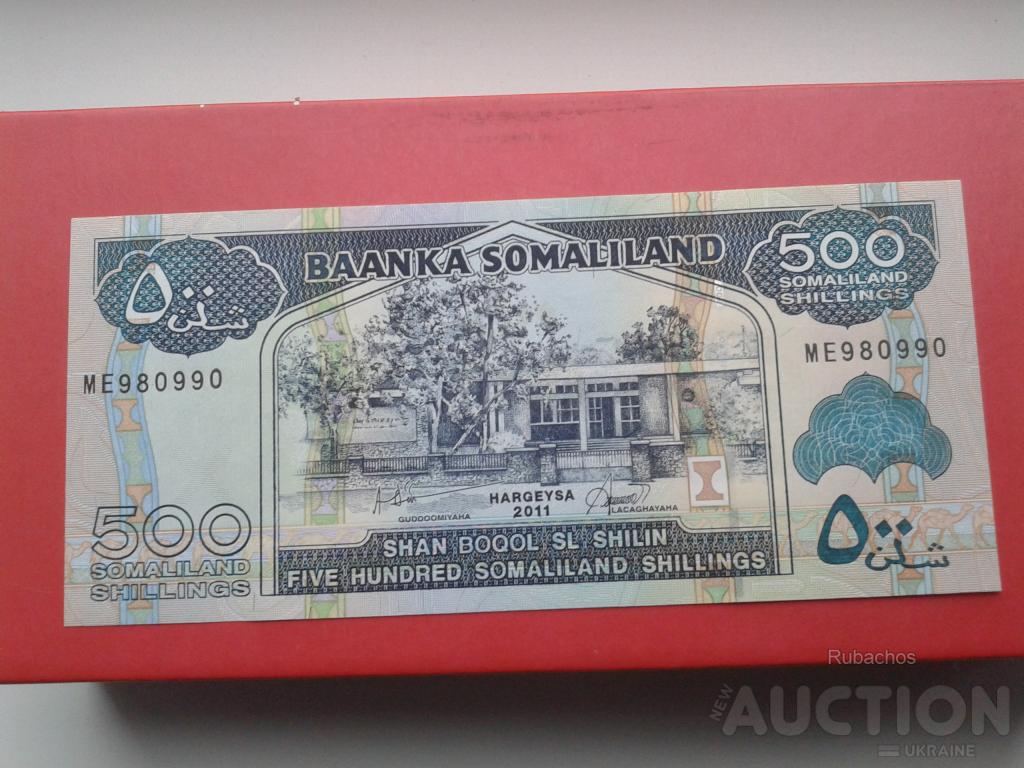 BAANKA SOMALILAND
٥٠٠
شلن
500
SOMALILAND
SHILLINGS
ME980990
ME980990
HARGEYSA
2011
GUDOOOMIYAHA
LACAGHAYAHA
500
SOMALILAND
SHILLINGS
SHAN BOQOL SL SHILIN
FIVE HUNDRED SOMALILAND SHILLINGS
٥٠٠
شلن
Rubachos
NEW AUCTION
UKRAINE